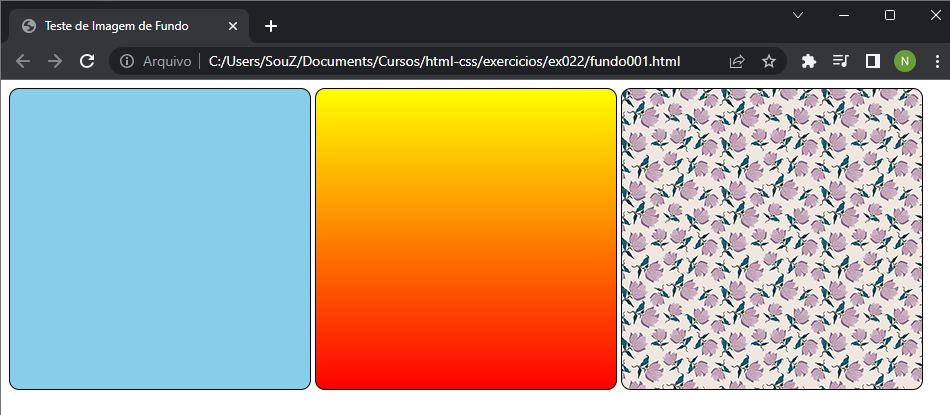 Teste de Imagem de Fundo
Arquivo C:/Users/SouZ/Documents/Cursos/html-css/exercicios/ex022/fundo001.html N